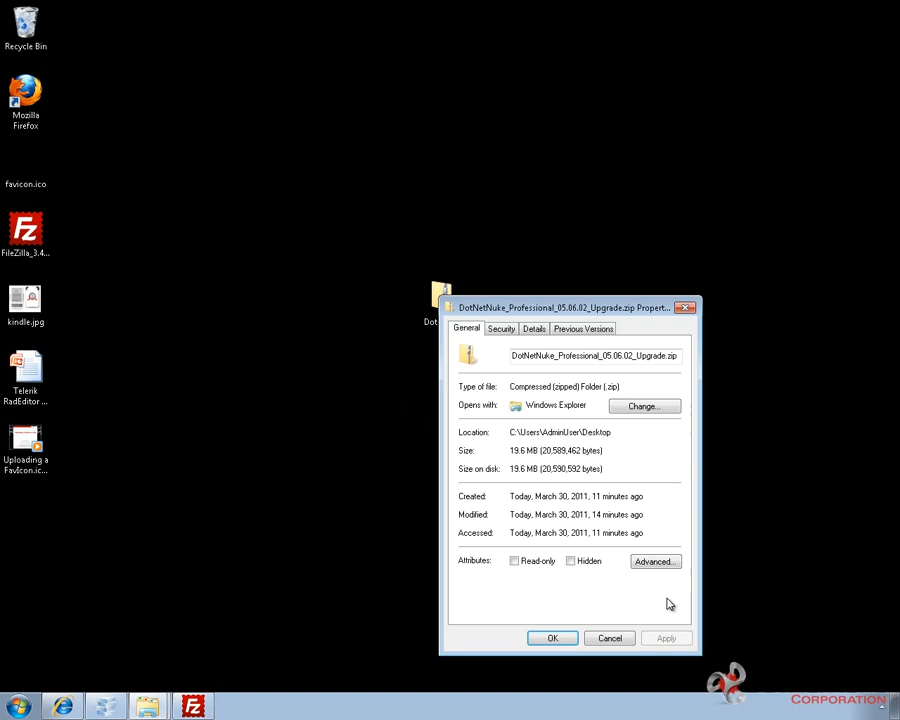 Recycle Bin
Mozilla
Firefox
favicon.ico
FileZilla_3.4...
kindle.jpg
Telerik
RadEditor ...
Uploading a
FavIcon.ic...
Dot
DotNetNuke_Professional_05.06.02_Upgrade.zip Propert...
General Security Details Previous Versions
DotNetNuke_Professional_05.06.02_Upgrade.zip
Type of file: Compressed (zipped) Folder (.zip)
Opens with: Windows Explorer Change...
Location: C:\Users\AdminUser\Desktop
Size: 19.6 MB (20,589,462 bytes)
Size on disk: 19.6 MB (20,590,592 bytes)
Created: Today, March 30, 2011, 11 minutes ago
Modified: Today, March 30, 2011, 14 minutes ago
Accessed: Today, March 30, 2011, 11 minutes ago
Attributes: Read-only Hidden Advanced...
OK Cancel Apply
CORPORATION